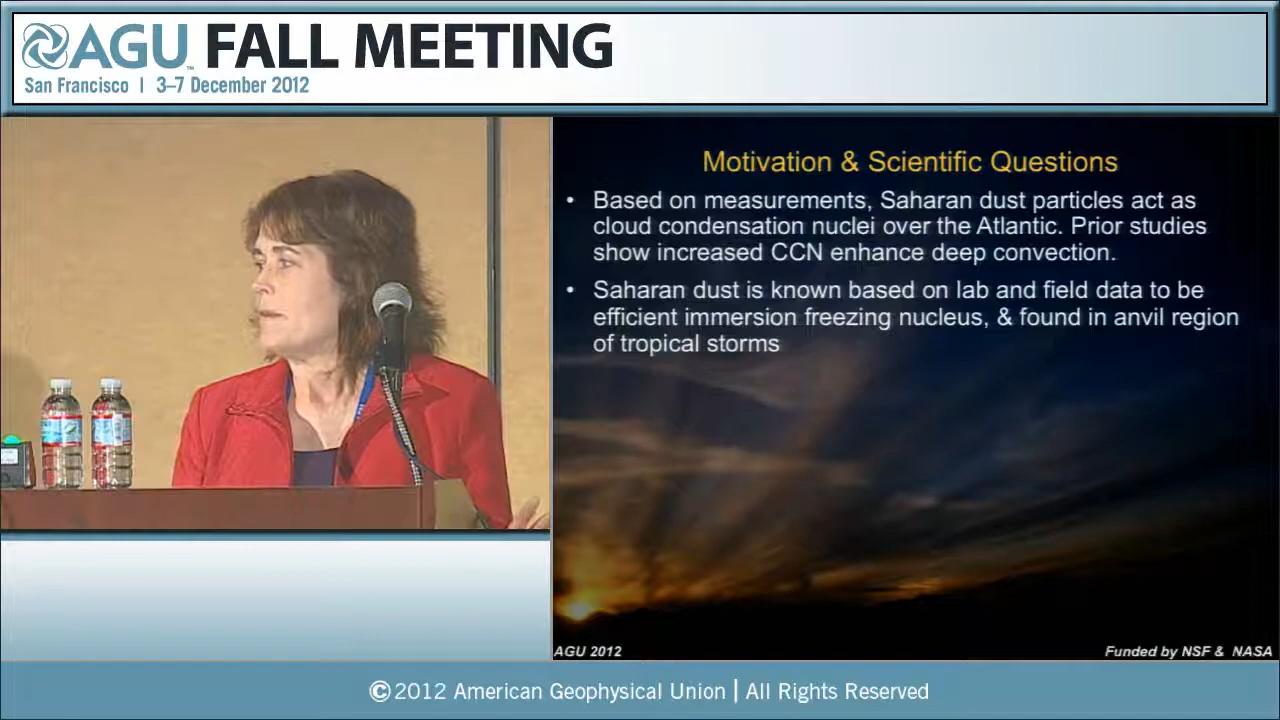 AGU™ FALL MEETING
San Francisco | 3–7 December 2012
Motivation & Scientific Questions
• Based on measurements, Saharan dust particles act as
cloud condensation nuclei over the Atlantic. Prior studies
show increased CCN enhance deep convection.
• Saharan dust is known based on lab and field data to be
efficient immersion freezing nucleus, & found in anvil region
of tropical storms
AGU 2012
Funded by NSF & NASA
©2012 American Geophysical Union | All Rights Reserved